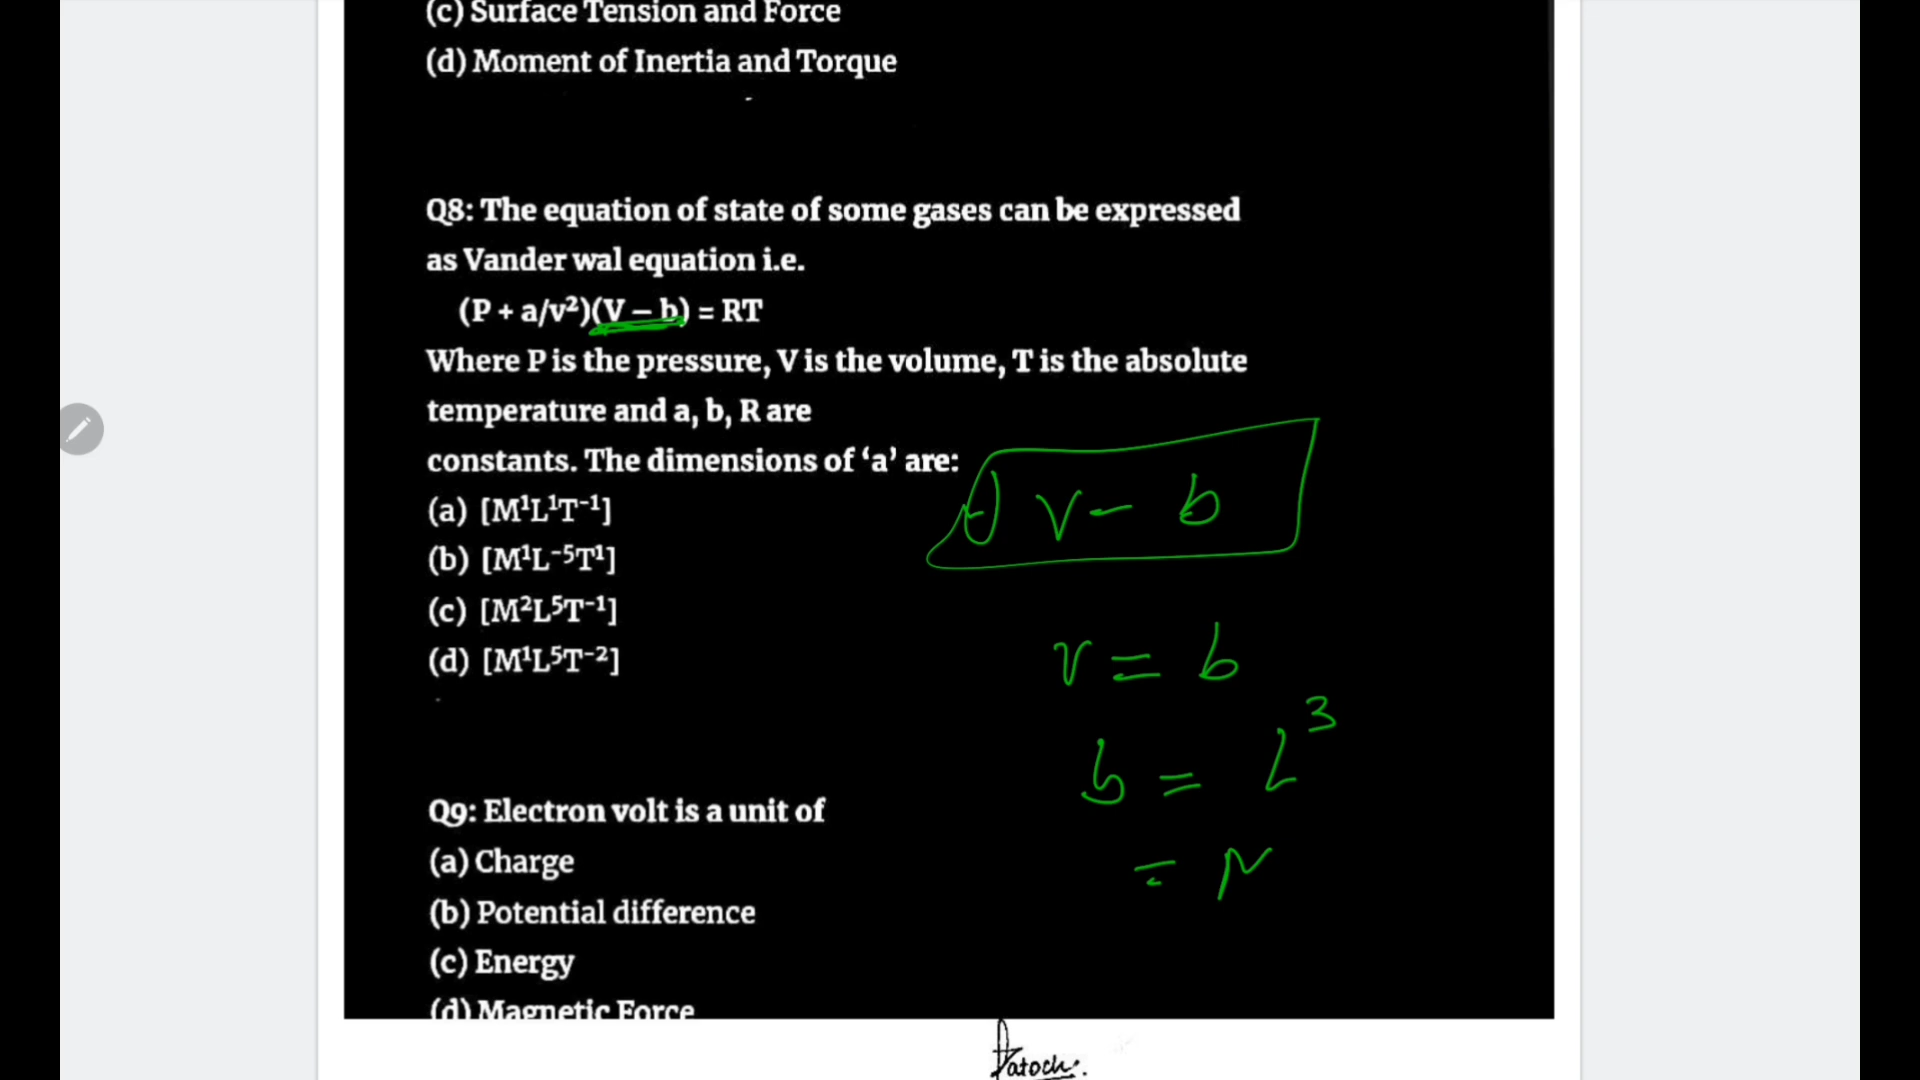 (c) Surface Tension and Force
(d) Moment of Inertia and Torque
Q8: The equation of state of some gases can be expressed
as Vander wal equation i.e.
(P + a/v²)(V – b) = RT
Where P is the pressure, V is the volume, T is the absolute
temperature and a, b, R are
constants. The dimensions of ‘a’ are:
(a) [M¹L¹T⁻¹]
(b) [M¹L⁻⁵T¹]
(c) [M²L⁵T⁻¹]
(d) [M¹L⁵T⁻²]
V - b
V = b
b = L³
= M
Q9: Electron volt is a unit of
(a) Charge
(b) Potential difference
(c) Energy
(d) Magnetic Force